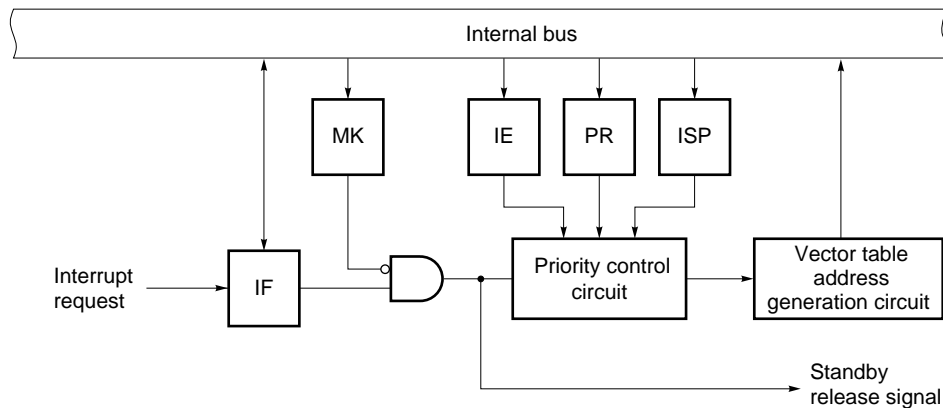 Internal bus
MK
IE
PR
ISP
Interrupt
request
IF
Priority control
circuit
Vector table
address
generation circuit
Standby
release signal